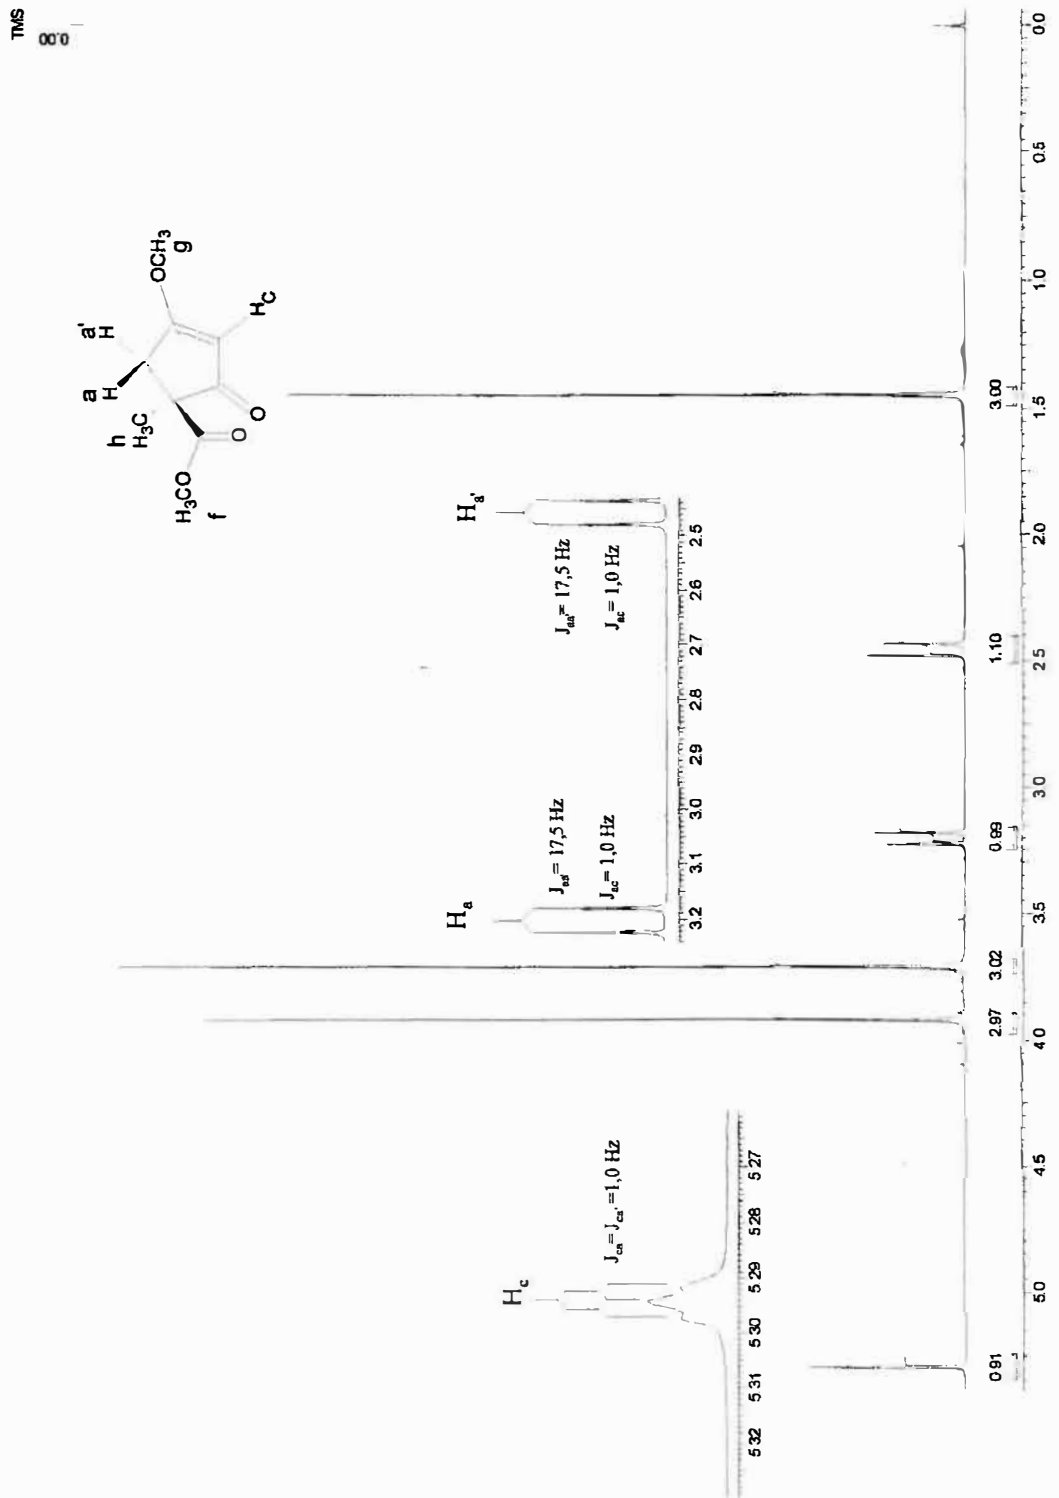 TMS
0.00
a
H
a'
H
OCH3
g
h
H3C
HC
O
O
H3CO
f
Hc
Jca = Jca' =1,0 Hz
5.32 5.31 5.30 5.29 5.28 5.27
Ha
Jaa' = 17,5 Hz
Jac = 1,0 Hz
Ha'
Jaa' = 17,5 Hz
Jac = 1,0 Hz
3.2 3.1 3.0 2.9 2.8 2.7 2.6 2.5
0.91 2.97 3.02 0.99 1.10 3.00
5.0 4.5 4.0 3.5 3.0 2.5 2.0 1.5 1.0 0.5 0.0